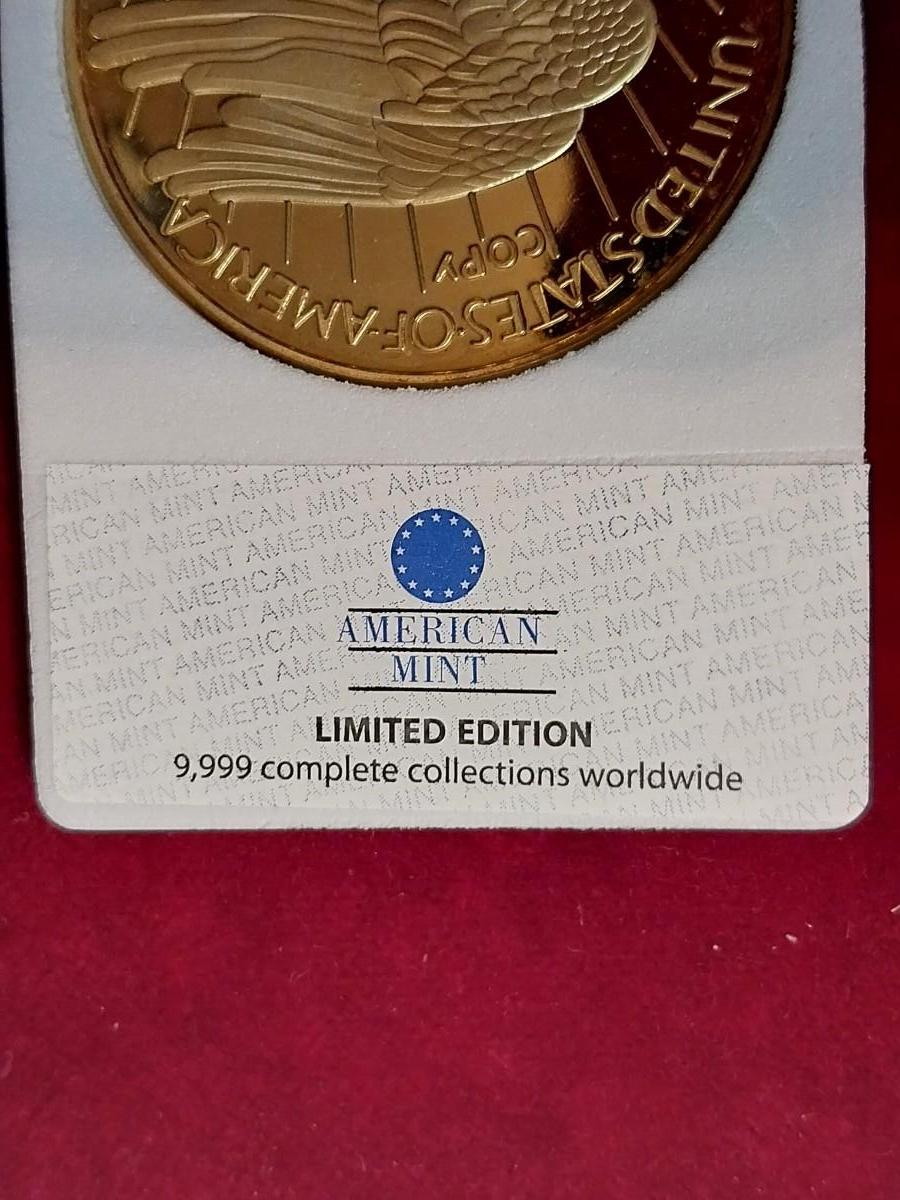 UNITED·STATES·OF·AMERICA
COPY
AMERICAN
MINT
LIMITED EDITION
9,999 complete collections worldwide